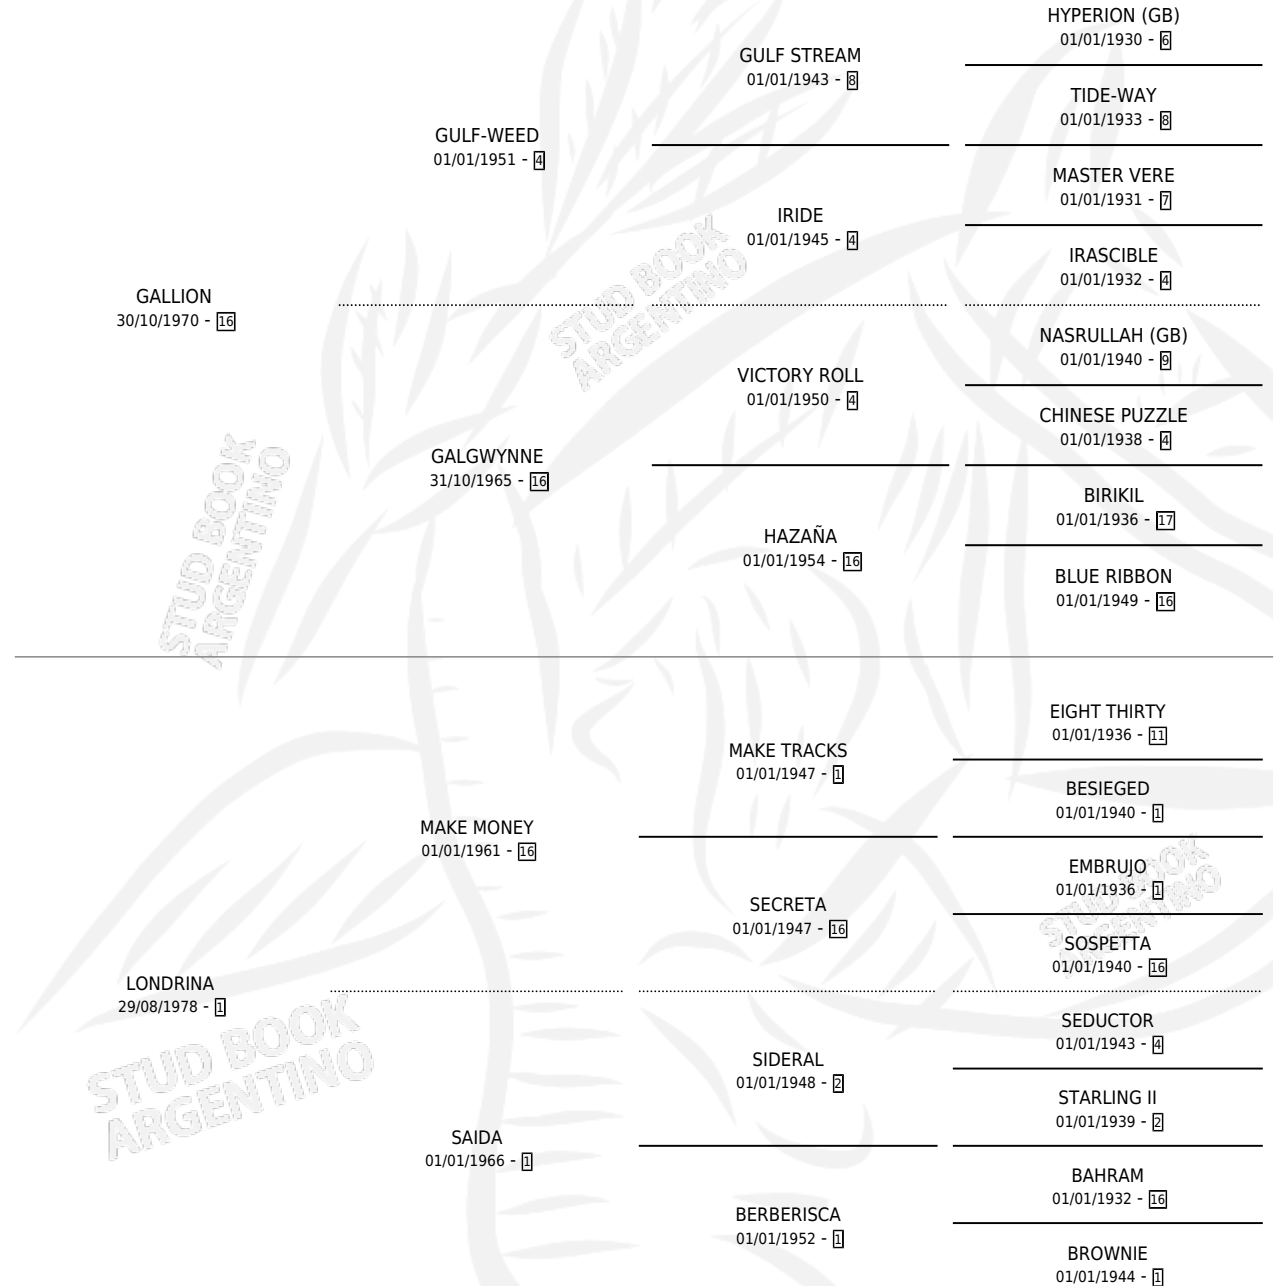 HYPERION (GB)
01/01/1930 - 6
GULF STREAM
01/01/1943 - 8
TIDE-WAY
01/01/1933 - 8
GULF-WEED
01/01/1951 - 4
MASTER VERE
01/01/1931 - 7
IRIDE
01/01/1945 - 4
IRASCIBLE
01/01/1932 - 4
GALLION
30/10/1970 - 16
NASRULLAH (GB)
01/01/1940 - 9
VICTORY ROLL
01/01/1950 - 4
CHINESE PUZZLE
01/01/1938 - 4
GALGWYNNE
31/10/1965 - 16
BIRIKIL
01/01/1936 - 17
HAZAÑA
01/01/1954 - 16
BLUE RIBBON
01/01/1949 - 16
EIGHT THIRTY
01/01/1936 - 11
MAKE TRACKS
01/01/1947 - 1
BESIEGED
01/01/1940 - 1
MAKE MONEY
01/01/1961 - 16
EMBRUJO
01/01/1936 - 1
SECRETA
01/01/1947 - 16
SOSPETTA
01/01/1940 - 16
LONDRINA
29/08/1978 - 1
SEDUCTOR
01/01/1943 - 4
SIDERAL
01/01/1948 - 2
STARLING II
01/01/1939 - 2
SAIDA
01/01/1966 - 1
BAHRAM
01/01/1932 - 16
BERBERISCA
01/01/1952 - 1
BROWNIE
01/01/1944 - 1
STUD BOOK
ARGENTINO
STUD BOOK
ARGENTINO
STUD BOOK
ARGENTINO
STUD BOOK
ARGENTINO